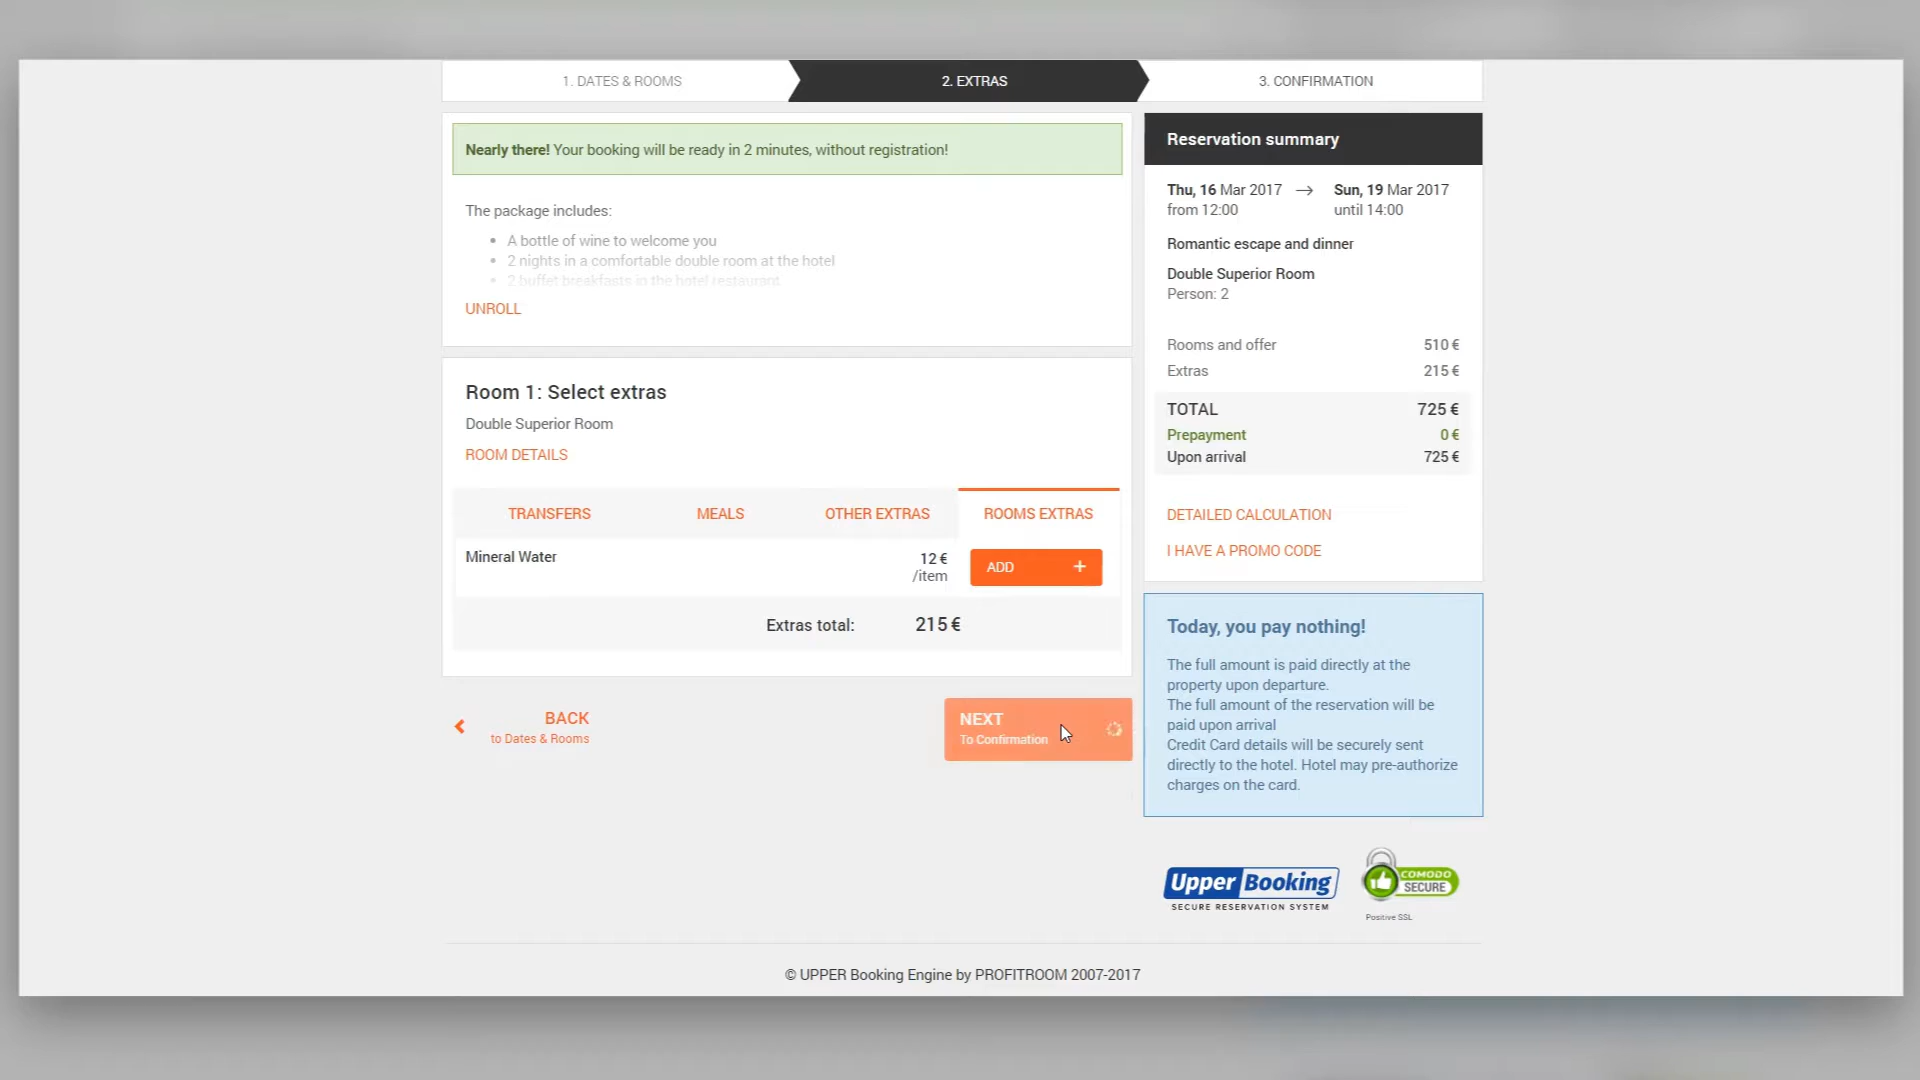 1. DATES & ROOMS
2. EXTRAS
3. CONFIRMATION
Nearly there! Your booking will be ready in 2 minutes, without registration!
The package includes:
A bottle of wine to welcome you
2 nights in a comfortable double room at the hotel
2 buffet breakfasts in the hotel restaurant
UNROLL
Room 1: Select extras
Double Superior Room
ROOM DETAILS
TRANSFERS
MEALS
OTHER EXTRAS
ROOMS EXTRAS
Mineral Water
12 €
/item
ADD +
Extras total:
215 €
BACK
to Dates & Rooms
NEXT
To Confirmation
Reservation summary
Thu, 16 Mar 2017 → Sun, 19 Mar 2017
from 12:00 until 14:00
Romantic escape and dinner
Double Superior Room
Person: 2
Rooms and offer 510 €
Extras 215 €
TOTAL 725 €
Prepayment 0 €
Upon arrival 725 €
DETAILED CALCULATION
I HAVE A PROMO CODE
Today, you pay nothing!
The full amount is paid directly at the
property upon departure.
The full amount of the reservation will be
paid upon arrival
Credit Card details will be securely sent
directly to the hotel. Hotel may pre-authorize
charges on the card.
Upper Booking
SECURE RESERVATION SYSTEM
COMODO
SECURE
Positive SSL
© UPPER Booking Engine by PROFITROOM 2007-2017